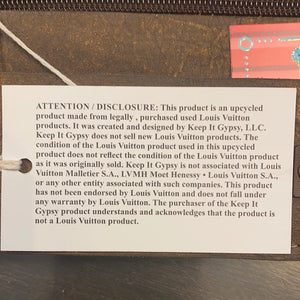 ATTENTION / DISCLOSURE: This product is an upcycled
product made from legally , purchased used Louis Vuitton
products. It was created and designed by Keep It Gypsy, LLC.
Keep It Gypsy does not sell new Louis Vuitton products. The
condition of the Louis Vuitton product used in this upcycled
product does not reflect the condition of the Louis Vuitton product
as it was originally sold. Keep It Gypsy is not associated with Louis
Vuitton Malletier S.A., LVMH Moet Henessy • Louis Vuitton S.A.,
or any other entity associated with such companies. This product
has not been endorsed by Louis Vuitton and does not fall under
any warranty by Louis Vuitton. The purchaser of the Keep It
Gypsy product understands and acknowledges that the product is
not a Louis Vuitton product.